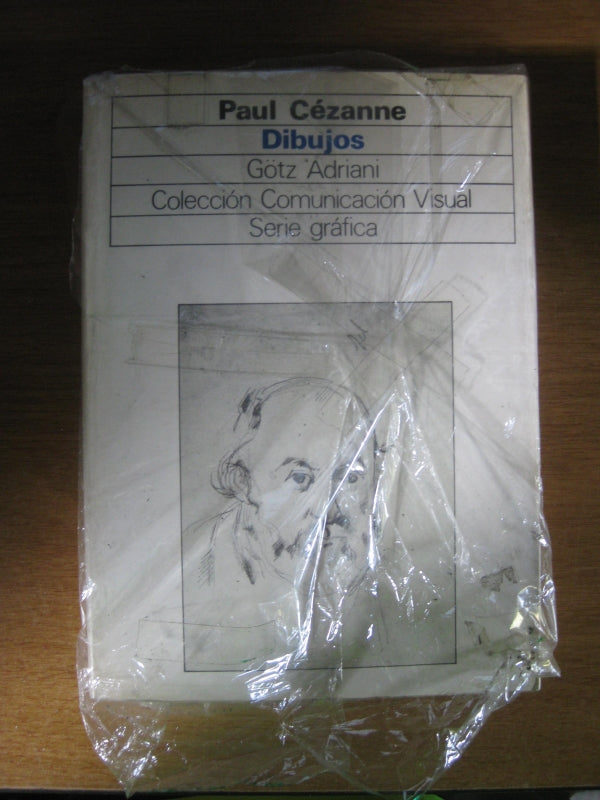 Paul Cézanne
Dibujos
Götz Adriani
Colección Comunicación Visual
Serie gráfica